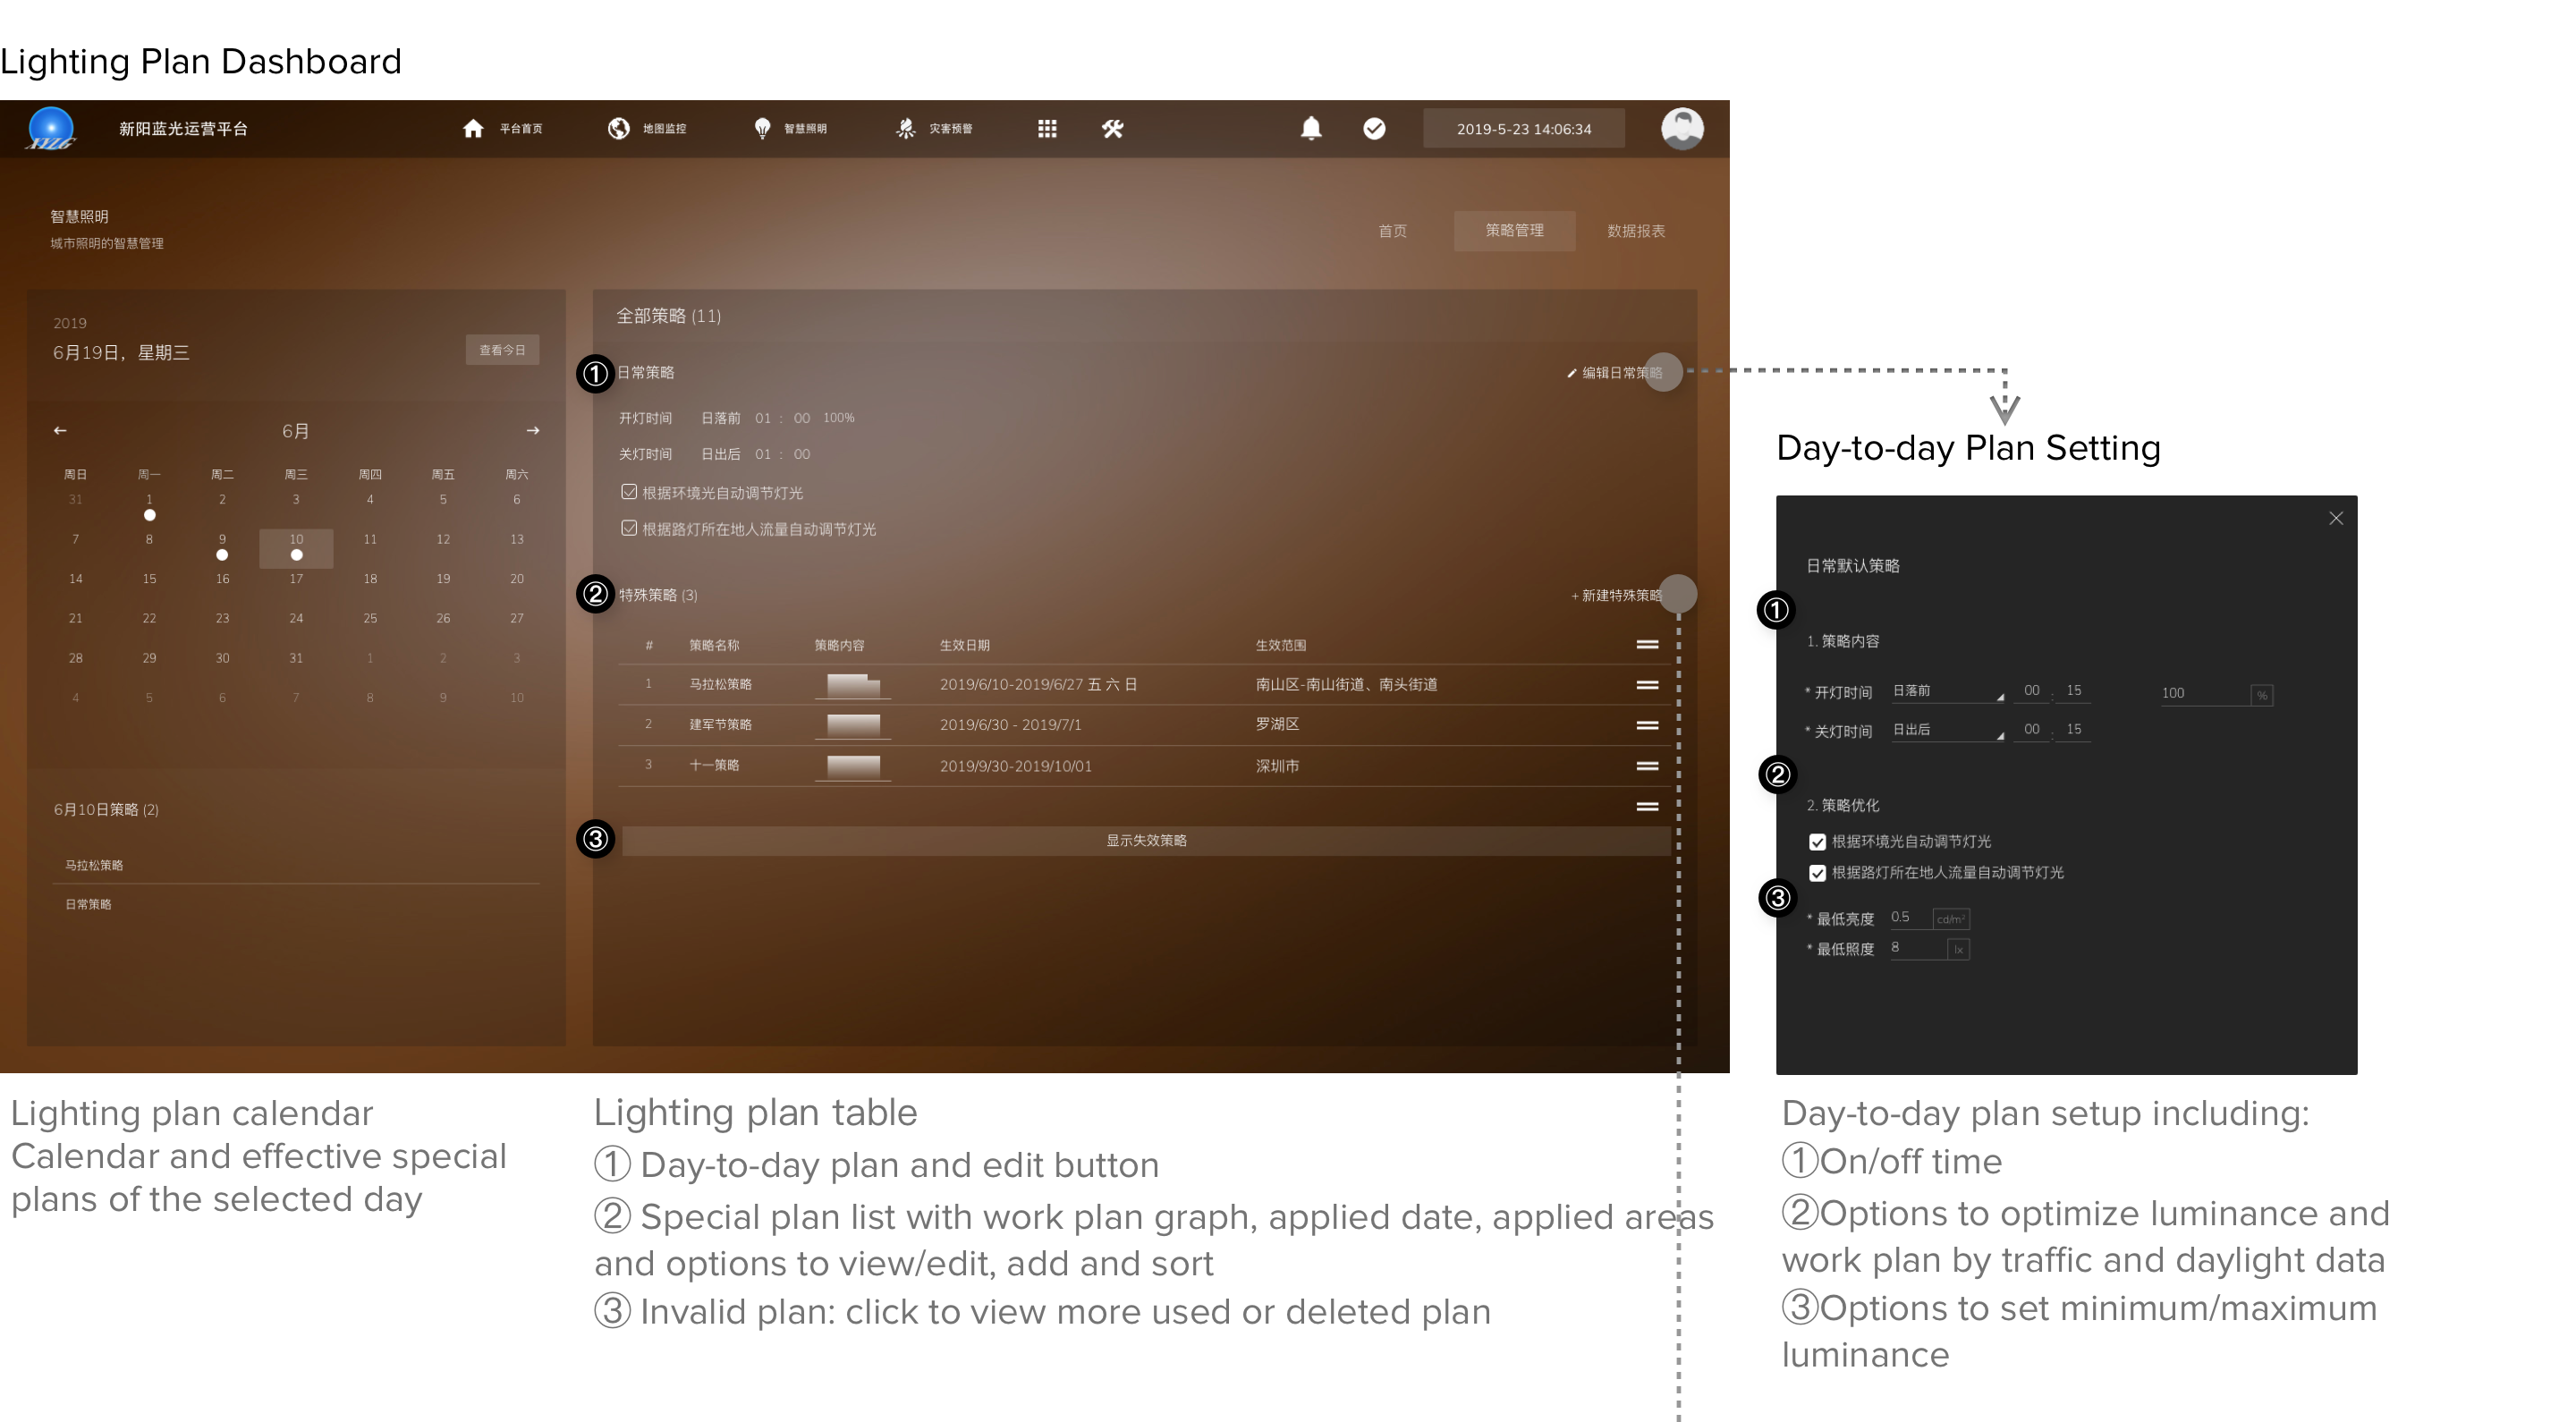 Lighting Plan Dashboard
HZLG
新阳蓝光运营平台
平台首页
地图监控
智慧照明
灾害预警
2019-5-23 14:06:34
智慧照明
城市照明的智慧管理
首页
策略管理
数据报表
2019
6月19日，星期三
查看今日
6月
周日 周一 周二 周三 周四 周五 周六
31 1 2 3 4 5 6
7 8 9 10 11 12 13
14 15 16 17 18 19 20
21 22 23 24 25 26 27
28 29 30 31 1 2 3
4 5 6 7 8 9 10
6月10日策略 (2)
马拉松策略
日常策略
全部策略 (11)
① 日常策略
编辑日常策略
开灯时间 日落前 01 : 00 100%
关灯时间 日出后 01 : 00
根据环境光自动调节灯光
根据路灯所在地人流量自动调节灯光
② 特殊策略 (3)
+ 新建特殊策略
# 策略名称 策略内容 生效日期 生效范围
1 马拉松策略 2019/6/10-2019/6/27 五 六 日 南山区-南山街道、南头街道
2 建军节策略 2019/6/30 - 2019/7/1 罗湖区
3 十一策略 2019/9/30-2019/10/01 深圳市
③ 显示失效策略
Day-to-day Plan Setting
日常默认策略
①
1. 策略内容
* 开灯时间 日落前 00 : 15 100 %
* 关灯时间 日出后 00 : 15
②
2. 策略优化
根据环境光自动调节灯光
根据路灯所在地人流量自动调节灯光
③
* 最低亮度 0.5 cd/m²
* 最低照度 8 lx
Lighting plan calendar
Calendar and effective special
plans of the selected day
Lighting plan table
① Day-to-day plan and edit button
② Special plan list with work plan graph, applied date, applied areas
and options to view/edit, add and sort
③ Invalid plan: click to view more used or deleted plan
Day-to-day plan setup including:
①On/off time
②Options to optimize luminance and
work plan by traffic and daylight data
③Options to set minimum/maximum
luminance